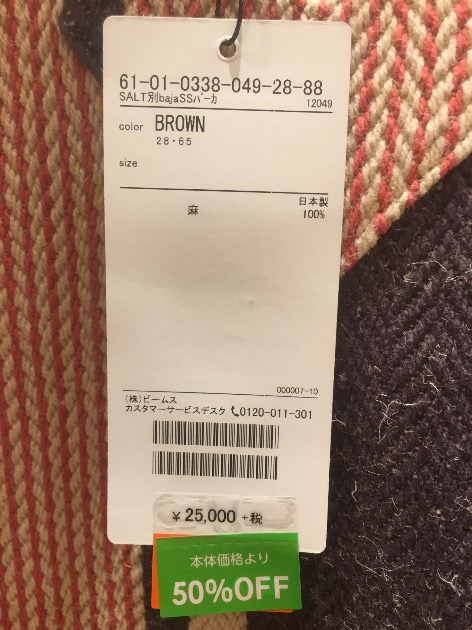 61-01-0338-049-28-88
SALT別bajaSSパーカ 12049
color BROWN
28・65
size
日本製
麻 100%
000007-10
(株)ビームス
カスタマーサービスデスク 0120-011-301
¥25,000 +税
本体価格より
50%OFF